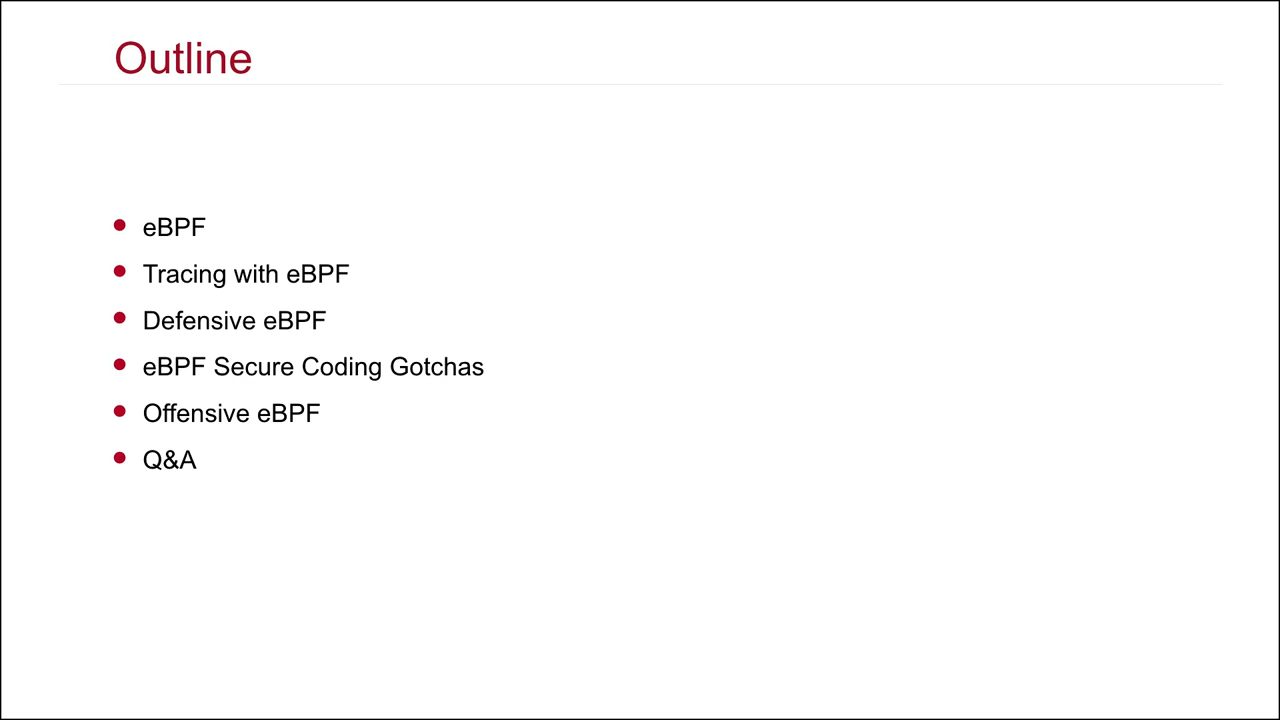 Outline
eBPF
Tracing with eBPF
Defensive eBPF
eBPF Secure Coding Gotchas
Offensive eBPF
Q&A